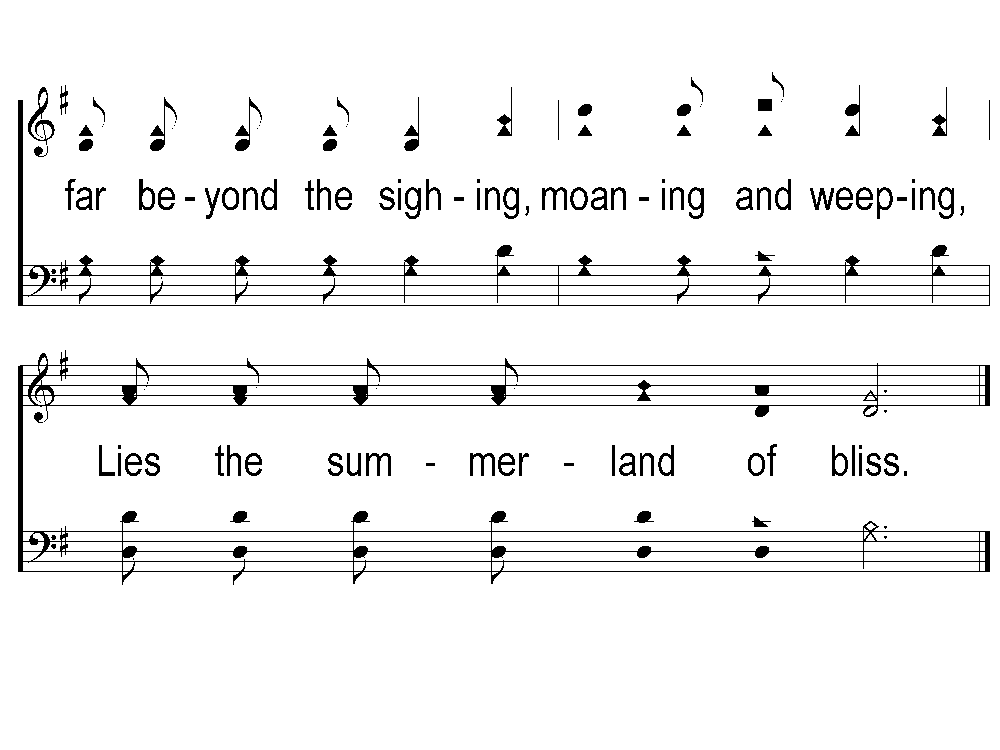 far be - yond the sigh - ing, moan - ing and weep - ing,
Lies the sum - mer - land of bliss.